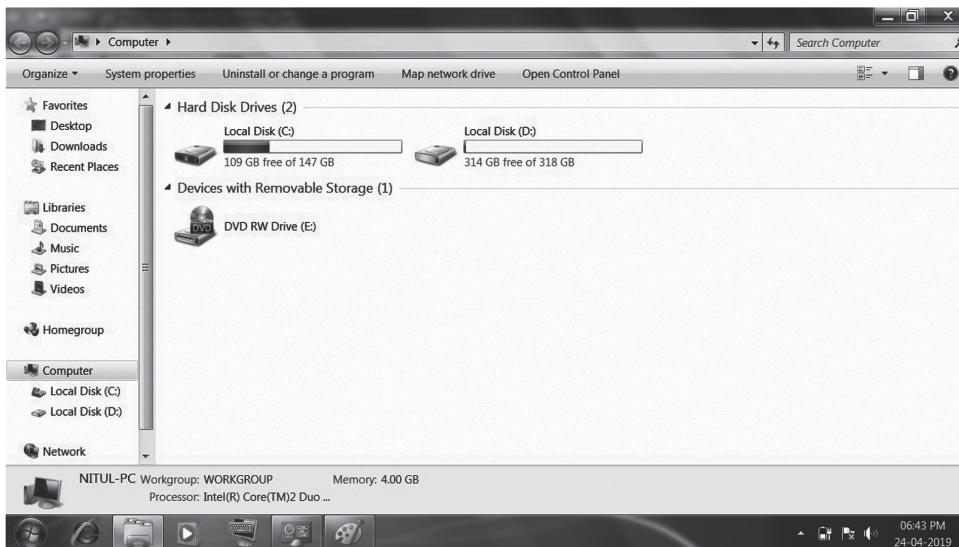 Computer
Search Computer
Organize System properties Uninstall or change a program Map network drive Open Control Panel
Favorites
Desktop
Downloads
Recent Places
Libraries
Documents
Music
Pictures
Videos
Homegroup
Computer
Local Disk (C:)
Local Disk (D:)
Network
Hard Disk Drives (2)
Local Disk (C:)
109 GB free of 147 GB
Local Disk (D:)
314 GB free of 318 GB
Devices with Removable Storage (1)
DVD
DVD RW Drive (E:)
NITUL-PC Workgroup: WORKGROUP Memory: 4.00 GB
Processor: Intel(R) Core(TM)2 Duo ...
06:43 PM
24-04-2019